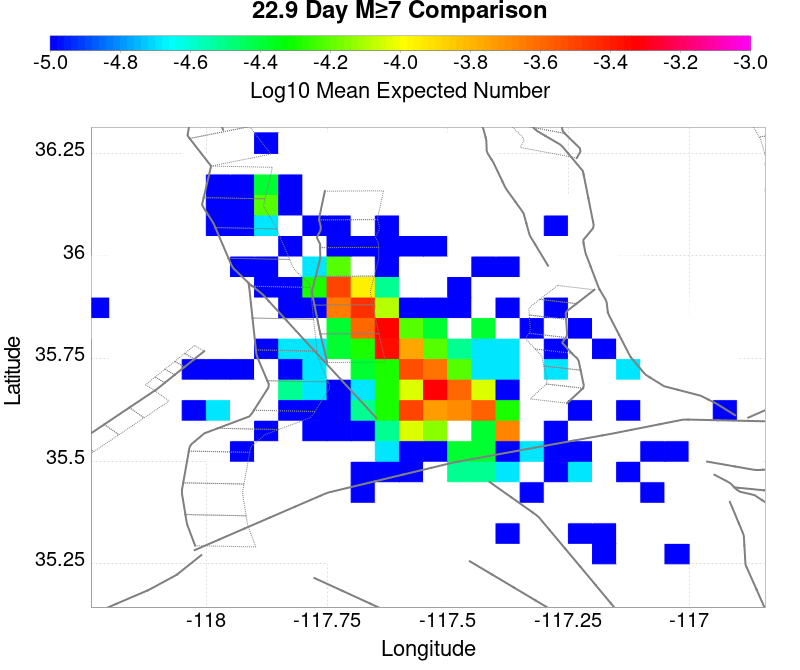 22.9 Day M≥7 Comparison
-5.0 -4.8 -4.6 -4.4 -4.2 -4.0 -3.8 -3.6 -3.4 -3.2 -3.0
Log10 Mean Expected Number
36.25
36
35.75
35.5
35.25
Latitude
-118 -117.75 -117.5 -117.25 -117
Longitude